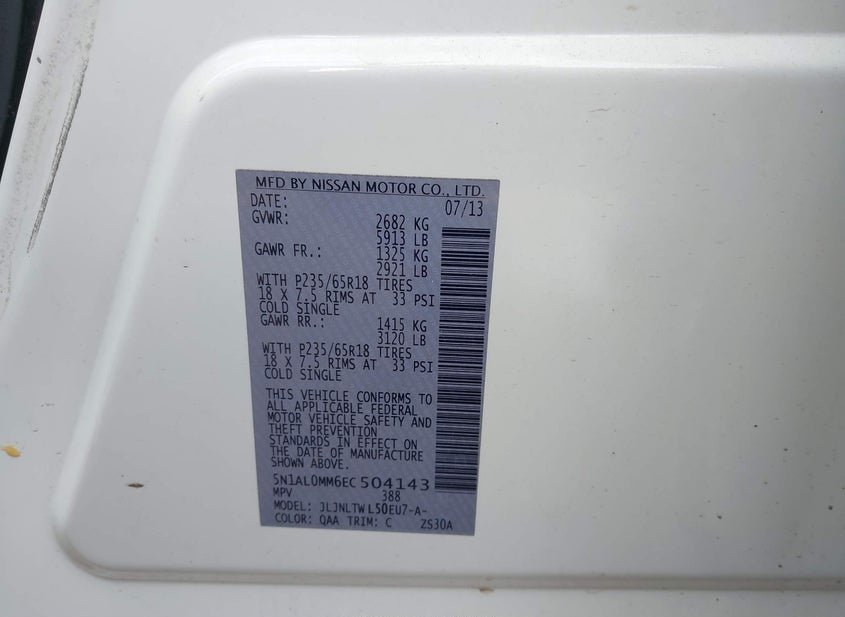 MFD BY NISSAN MOTOR CO., LTD.
DATE: 07/13
GVWR: 2682 KG
5913 LB
GAWR FR.: 1325 KG
2921 LB
WITH P235/65R18 TIRES
18 X 7.5 RIMS AT 33 PSI
COLD SINGLE
GAWR RR.: 1415 KG
3120 LB
WITH P235/65R18 TIRES
18 X 7.5 RIMS AT 33 PSI
COLD SINGLE
THIS VEHICLE CONFORMS TO
ALL APPLICABLE FEDERAL
MOTOR VEHICLE SAFETY AND
THEFT PREVENTION
STANDARDS IN EFFECT ON
THE DATE OF MANUFACTURE
SHOWN ABOVE.
5N1AL0MM6EC504143
MPV 388
MODEL: JLJNLTWL50EU7-A-
COLOR: QAA TRIM: C ZS30A